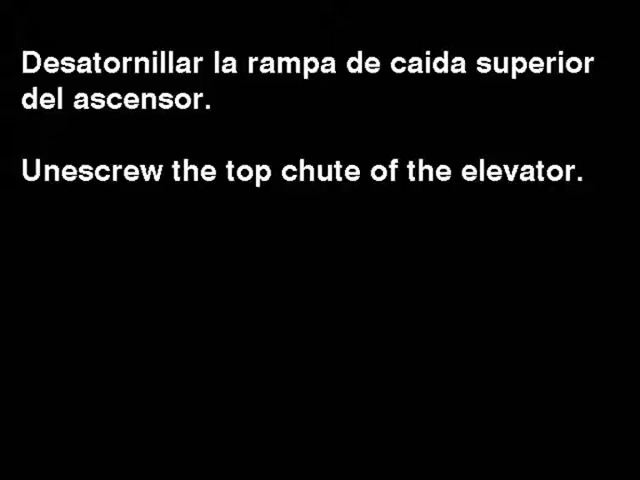 Desatornillar la rampa de caida superior
del ascensor.
Unescrew the top chute of the elevator.